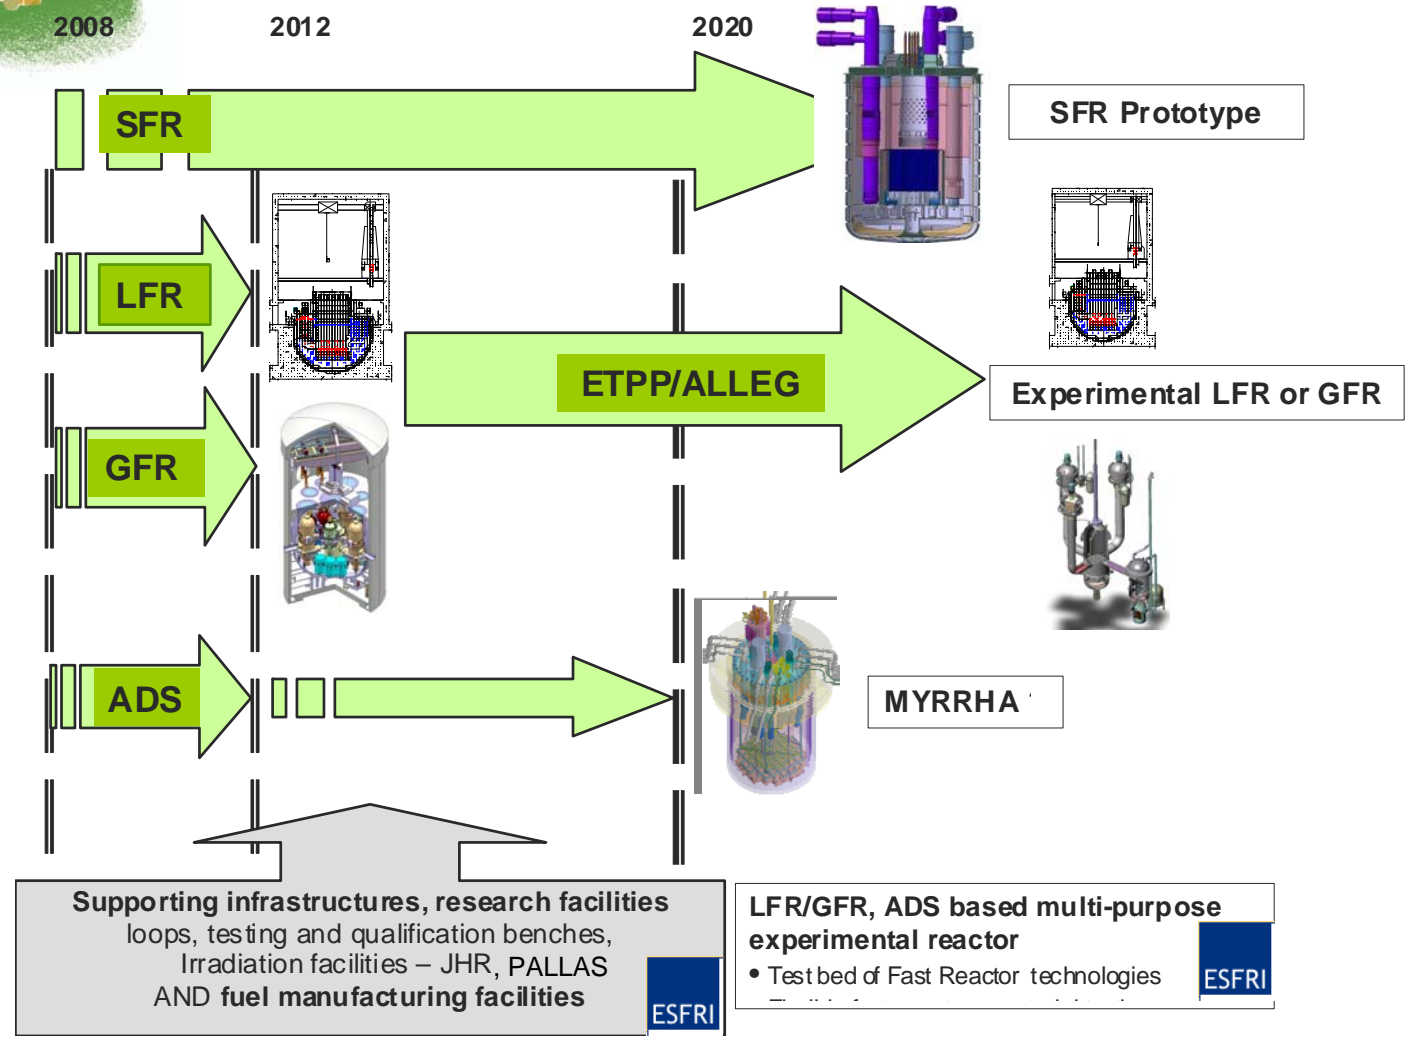 2008
2012
2020
SFR
SFR Prototype
LFR
ETPP/ALLEG
Experimental LFR or GFR
GFR
ADS
MYRRHA
Supporting infrastructures, research facilities
loops, testing and qualification benches,
Irradiation facilities – JHR, PALLAS
AND fuel manufacturing facilities
ESFRI
LFR/GFR, ADS based multi-purpose
experimental reactor
• Test bed of Fast Reactor technologies
ESFRI